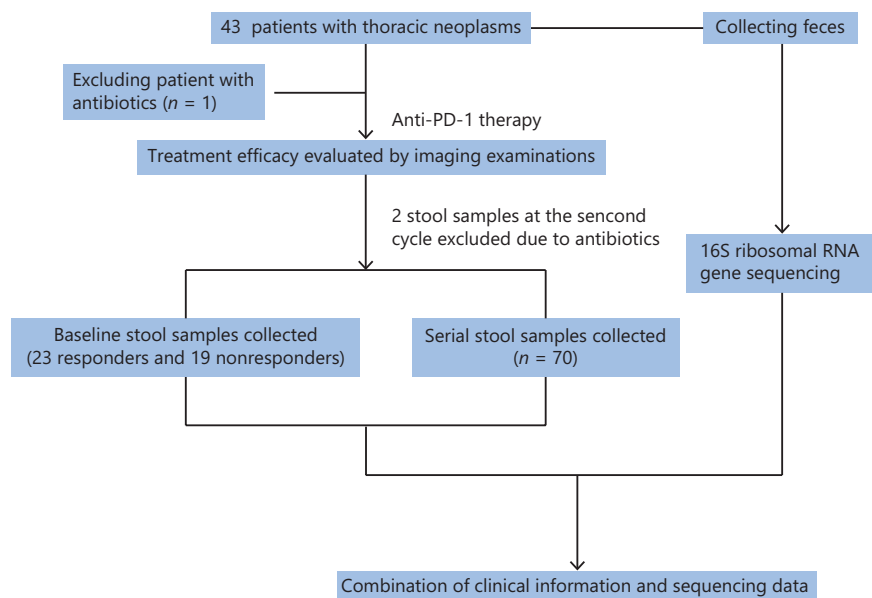 43 patients with thoracic neoplasms
Collecting feces
Excluding patient with
antibiotics (n = 1)
Anti-PD-1 therapy
Treatment efficacy evaluated by imaging examinations
2 stool samples at the sencond
cycle excluded due to antibiotics
16S ribosomal RNA
gene sequencing
Baseline stool samples collected
(23 responders and 19 nonresponders)
Serial stool samples collected
(n = 70)
Combination of clinical information and sequencing data